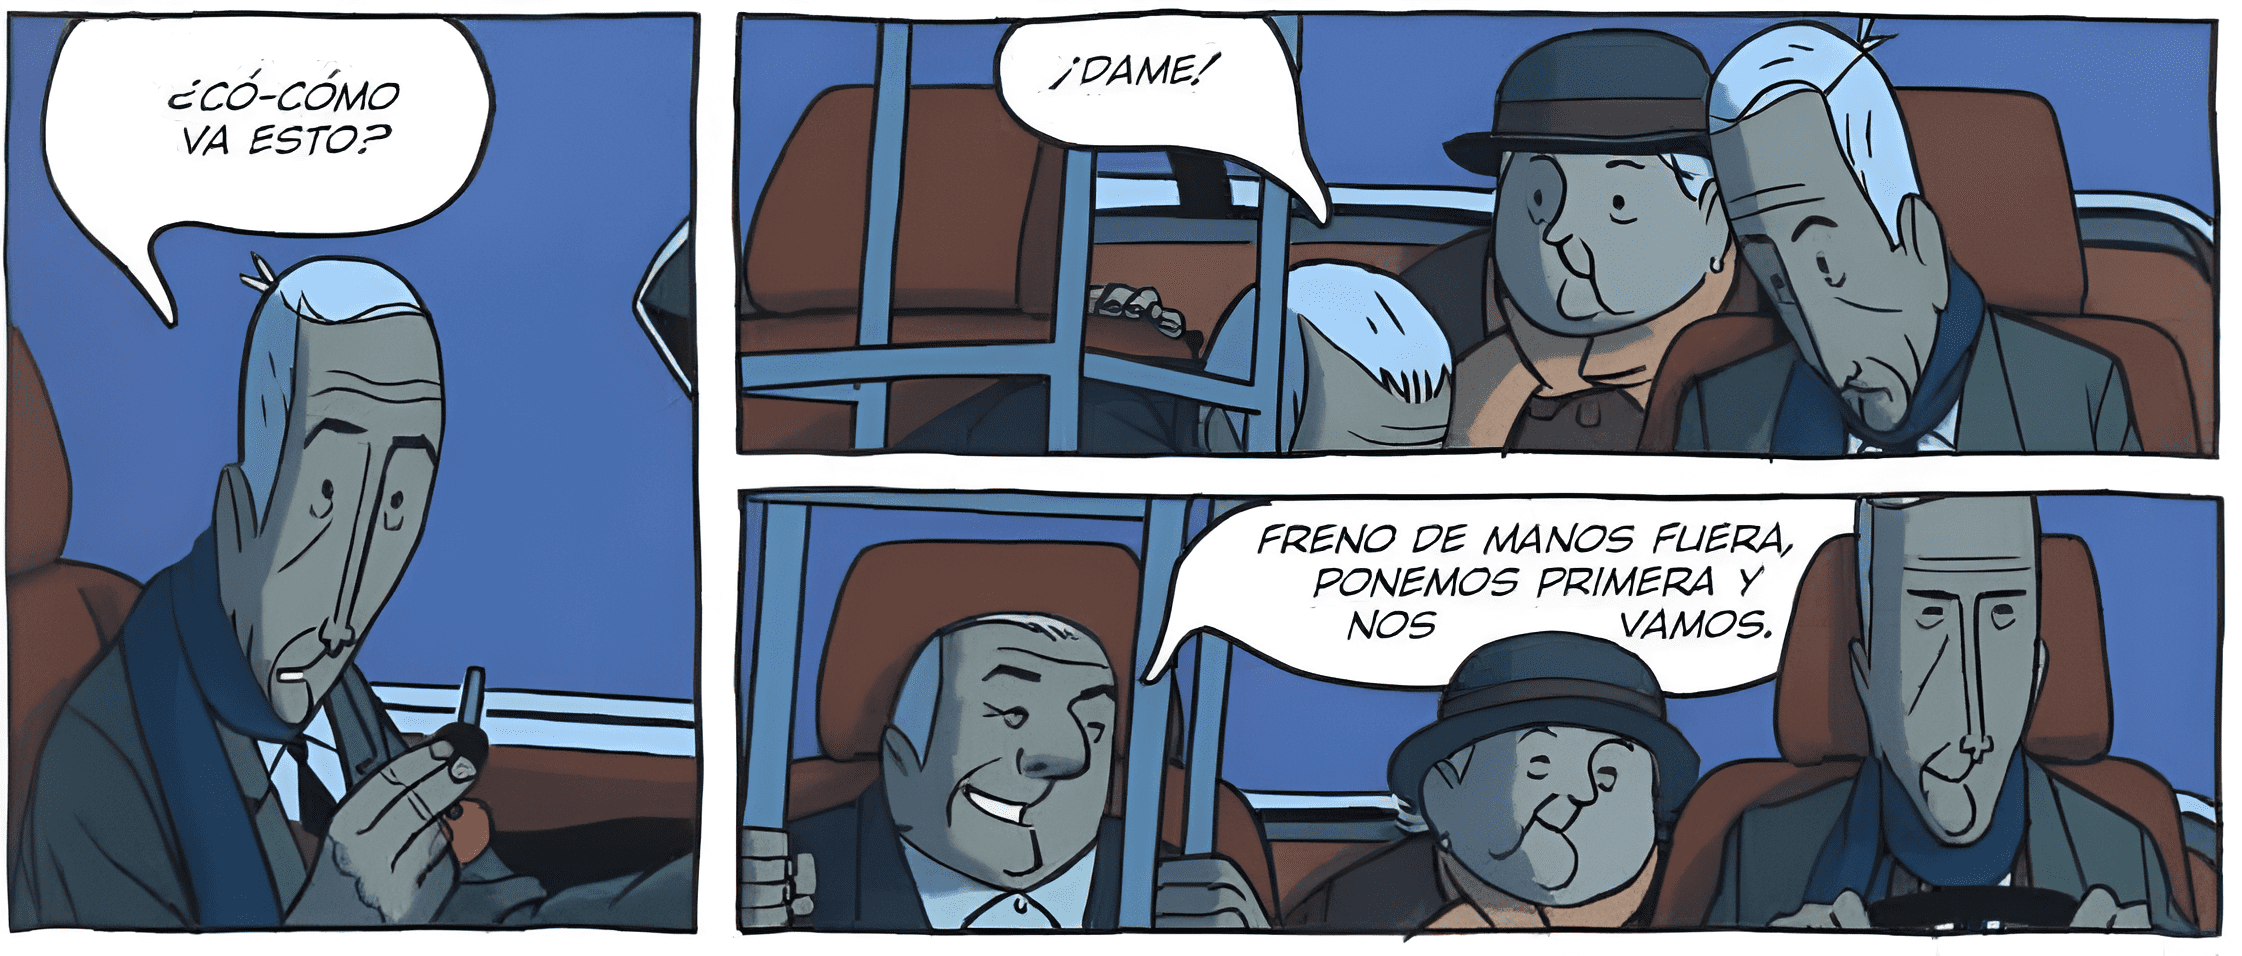 ¿CÓ-CÓMO
VA ESTO?
¡DAME!
FRENO DE MANOS FUERA,
PONEMOS PRIMERA Y
NOS VAMOS.